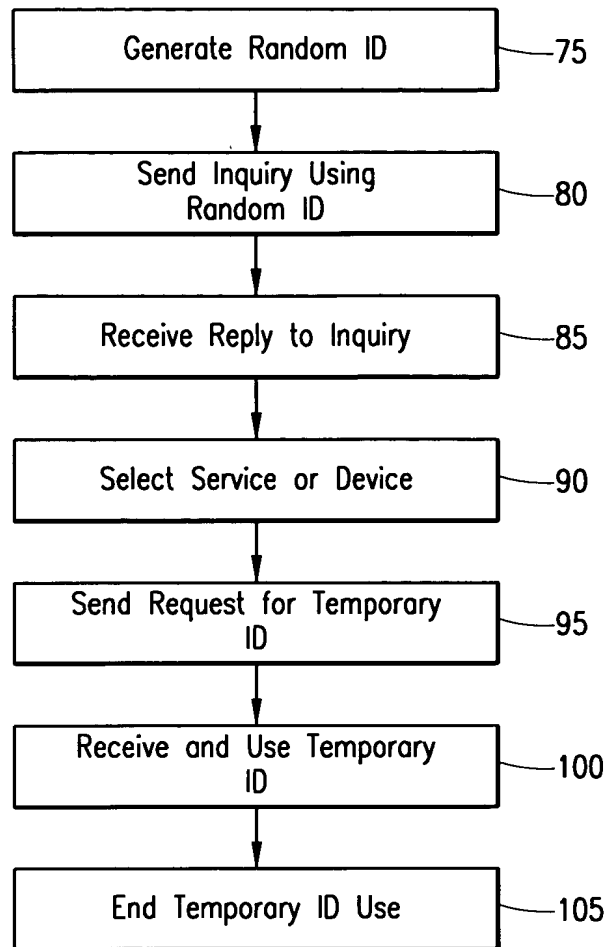 Generate Random ID
75
Send Inquiry Using
Random ID
80
Receive Reply to Inquiry
85
Select Service or Device
90
Send Request for Temporary
ID
95
Receive and Use Temporary
ID
100
End Temporary ID Use
105